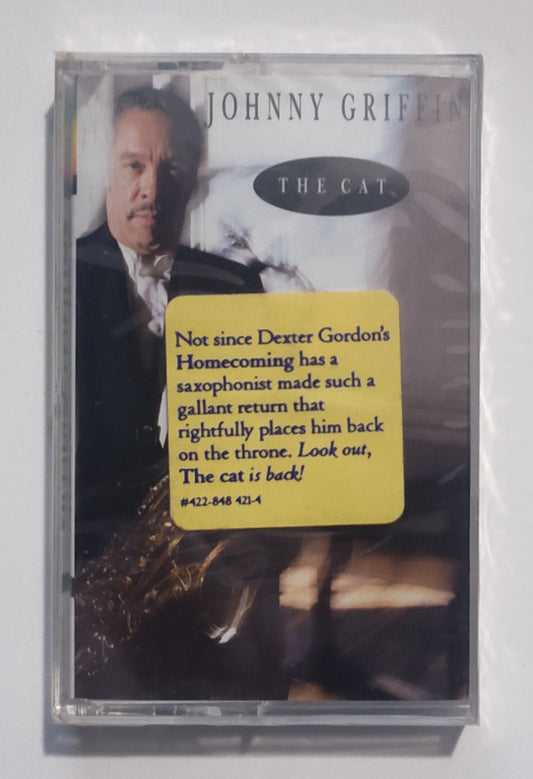 JOHNNY GRIFFIN
THE CAT
Not since Dexter Gordon's
Homecoming has a
saxophonist made such a
gallant return that
rightfully places him back
on the throne. Look out,
The cat is back!
#422-848 421-4